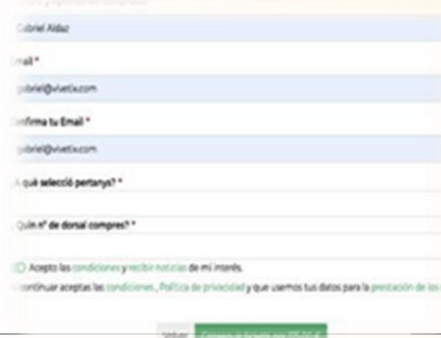 Gabriel Aldaz
Email *
gabriel@vivetix.com
Confirma tu Email *
gabriel@vivetix.com
A què selecció pertanys? *
Quin nº de dorsal compres? *
Acepto las condiciones y recibir noticias de mi interés.
continuar aceptas las condiciones, Política de privacidad y que usemos tus datos para la prestación de los
Volver